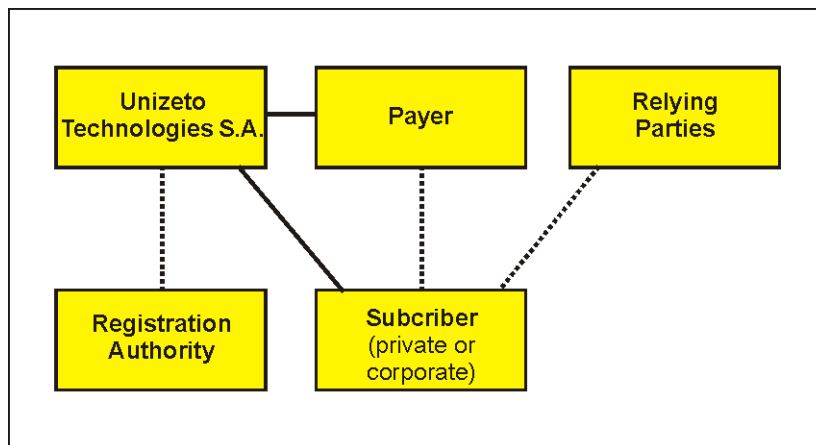 Unizeto
Technologies S.A.
Payer
Relying
Parties
Registration
Authority
Subcriber
(private or
corporate)